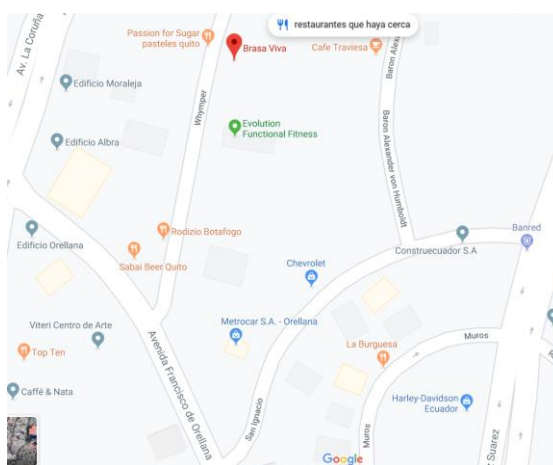 Passion for Sugar
pasteles quito
restaurantes que haya cerca
Brasa Viva
Cafe Traviesa
Av. La Coruña
Edificio Moraleja
Whymper
Evolution
Functional Fitness
Baron Alexander von Humboldt
Edificio Albra
Edificio Orellana
Rodizio Botafogo
Sabai Beer Quito
Chevrolet
Construecuador S.A
Banred
Viteri Centro de Arte
Top Ten
Metrocar S.A. - Orellana
Avenida Francisco de Orellana
La Burguesa
Muros
Caffé & Nata
San Ignacio
Muros
Harley-Davidson
Ecuador
Suarez
Google